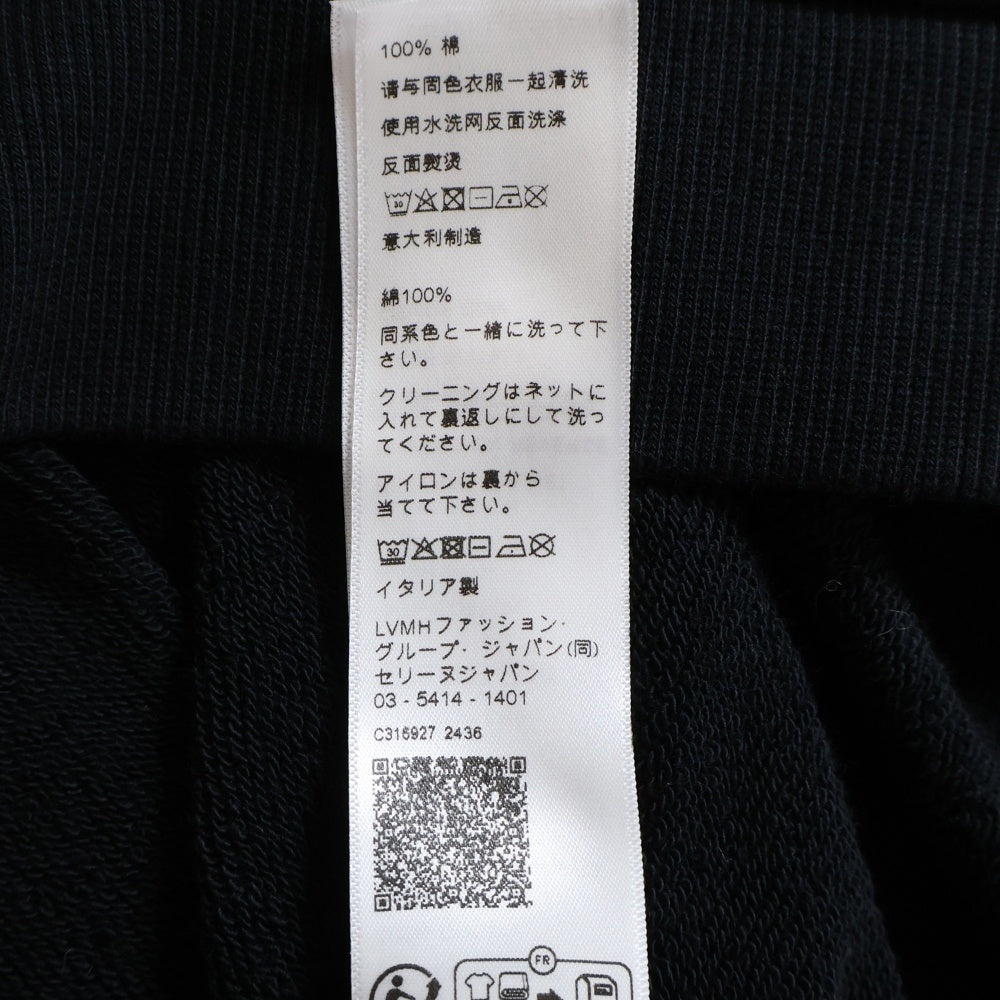 100% 棉
请与同色衣服一起清洗
使用水洗网反面洗涤
反面熨烫
30
意大利制造
綿100%
同系色と一緒に洗って下
さい。
クリーニングはネットに
入れて裏返しにして洗っ
てください。
アイロンは裏から
当てて下さい。
30
イタリア製
LVMHファッション·
グループ· ジャパン(同)
セリーヌジャパン
03 - 5414 - 1401
C316927 2436
FR